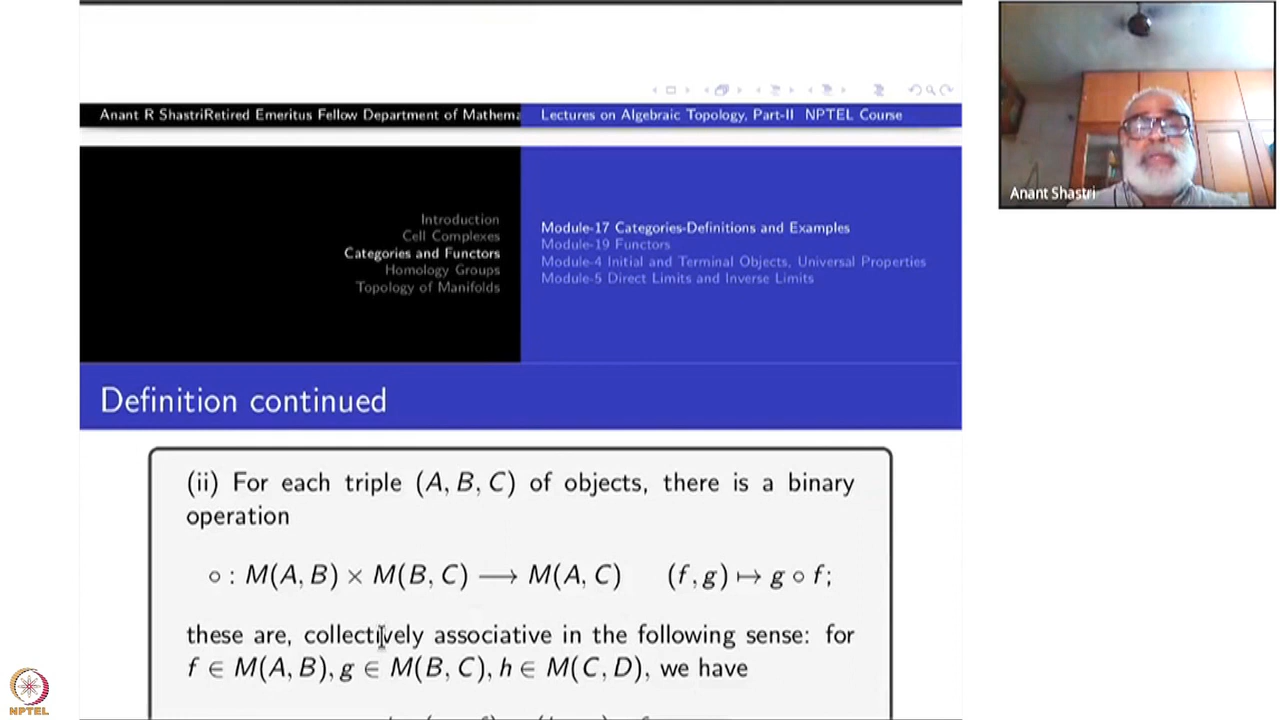 Anant R ShastriRetired Emeritus Fellow Department of Mathema
Lectures on Algebraic Topology, Part-II NPTEL Course
Introduction
Cell Complexes
Categories and Functors
Homology Groups
Topology of Manifolds
Module-17 Categories-Definitions and Examples
Module-19 Functors
Module-4 Initial and Terminal Objects, Universal Properties
Module-5 Direct Limits and Inverse Limits
Definition continued
(ii) For each triple (A, B, C) of objects, there is a binary
operation
∘ : M(A, B) × M(B, C) ⟶ M(A, C) (f, g) ↦ g ∘ f;
these are, collectively associative in the following sense: for
f ∈ M(A, B), g ∈ M(B, C), h ∈ M(C, D), we have
Anant Shastri
NPTEL